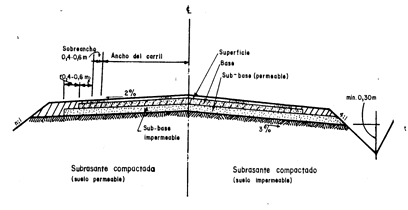 ℄
Sobreancho
0,4-0,6 m
Ancho del carril
0,4-0,6 m
2%
Superficie
Base
Sub-base (permeable)
min. 0,30m
Sub-base
impermeable
3%
Subrasante compactada
(suelo permeable)
Subrasante compactado
(suelo impermeable)